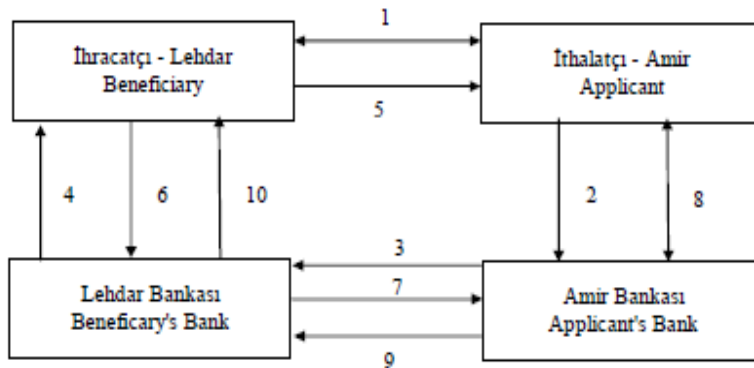 1
İhracatçı - Lehdar
Beneficiary
İthalatçı - Amir
Applicant
5
4
6
10
2
8
3
Lehdar Bankası
Beneficary's Bank
7
Amir Bankası
Applicant's Bank
9